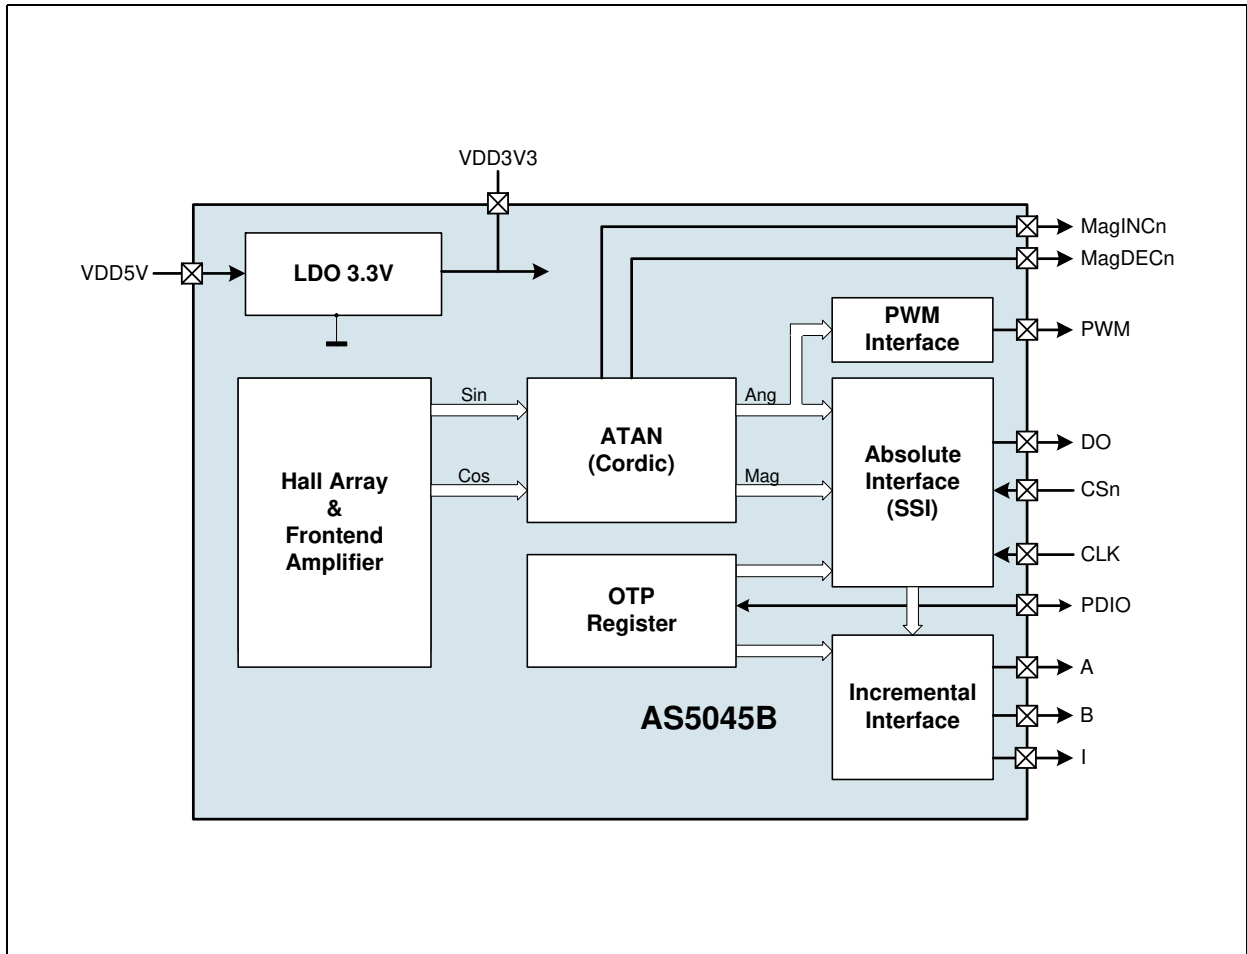 VDD3V3
MagINCn
VDD5V
LDO 3.3V
MagDECn
PWM
Interface
PWM
Sin
Ang
ATAN
(Cordic)
Absolute
Interface
(SSI)
DO
Hall Array
&
Frontend
Amplifier
Cos
Mag
CSn
CLK
OTP
Register
PDIO
Incremental
Interface
A
AS5045B
B
I